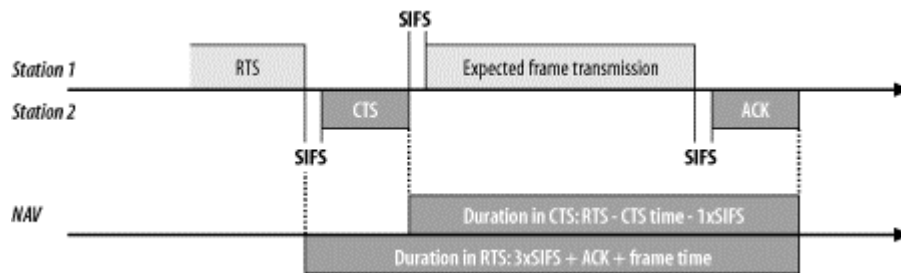 SIFS
Station 1
RTS
Expected frame transmission
Station 2
CTS
ACK
SIFS
SIFS
NAV
Duration in CTS: RTS - CTS time - 1xSIFS
Duration in RTS: 3xSIFS + ACK + frame time